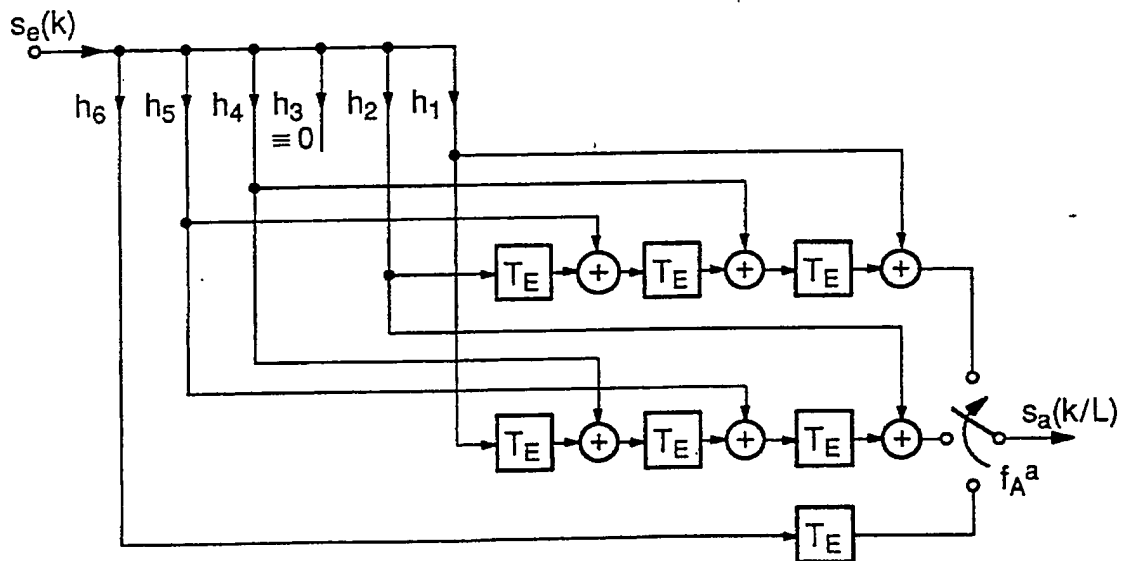 s_e(k)
h_6 h_5 h_4 h_3 h_2 h_1
≡ 0
T_E + T_E + T_E +
T_E + T_E + T_E +
s_a(k/L)
f_A^a
T_E